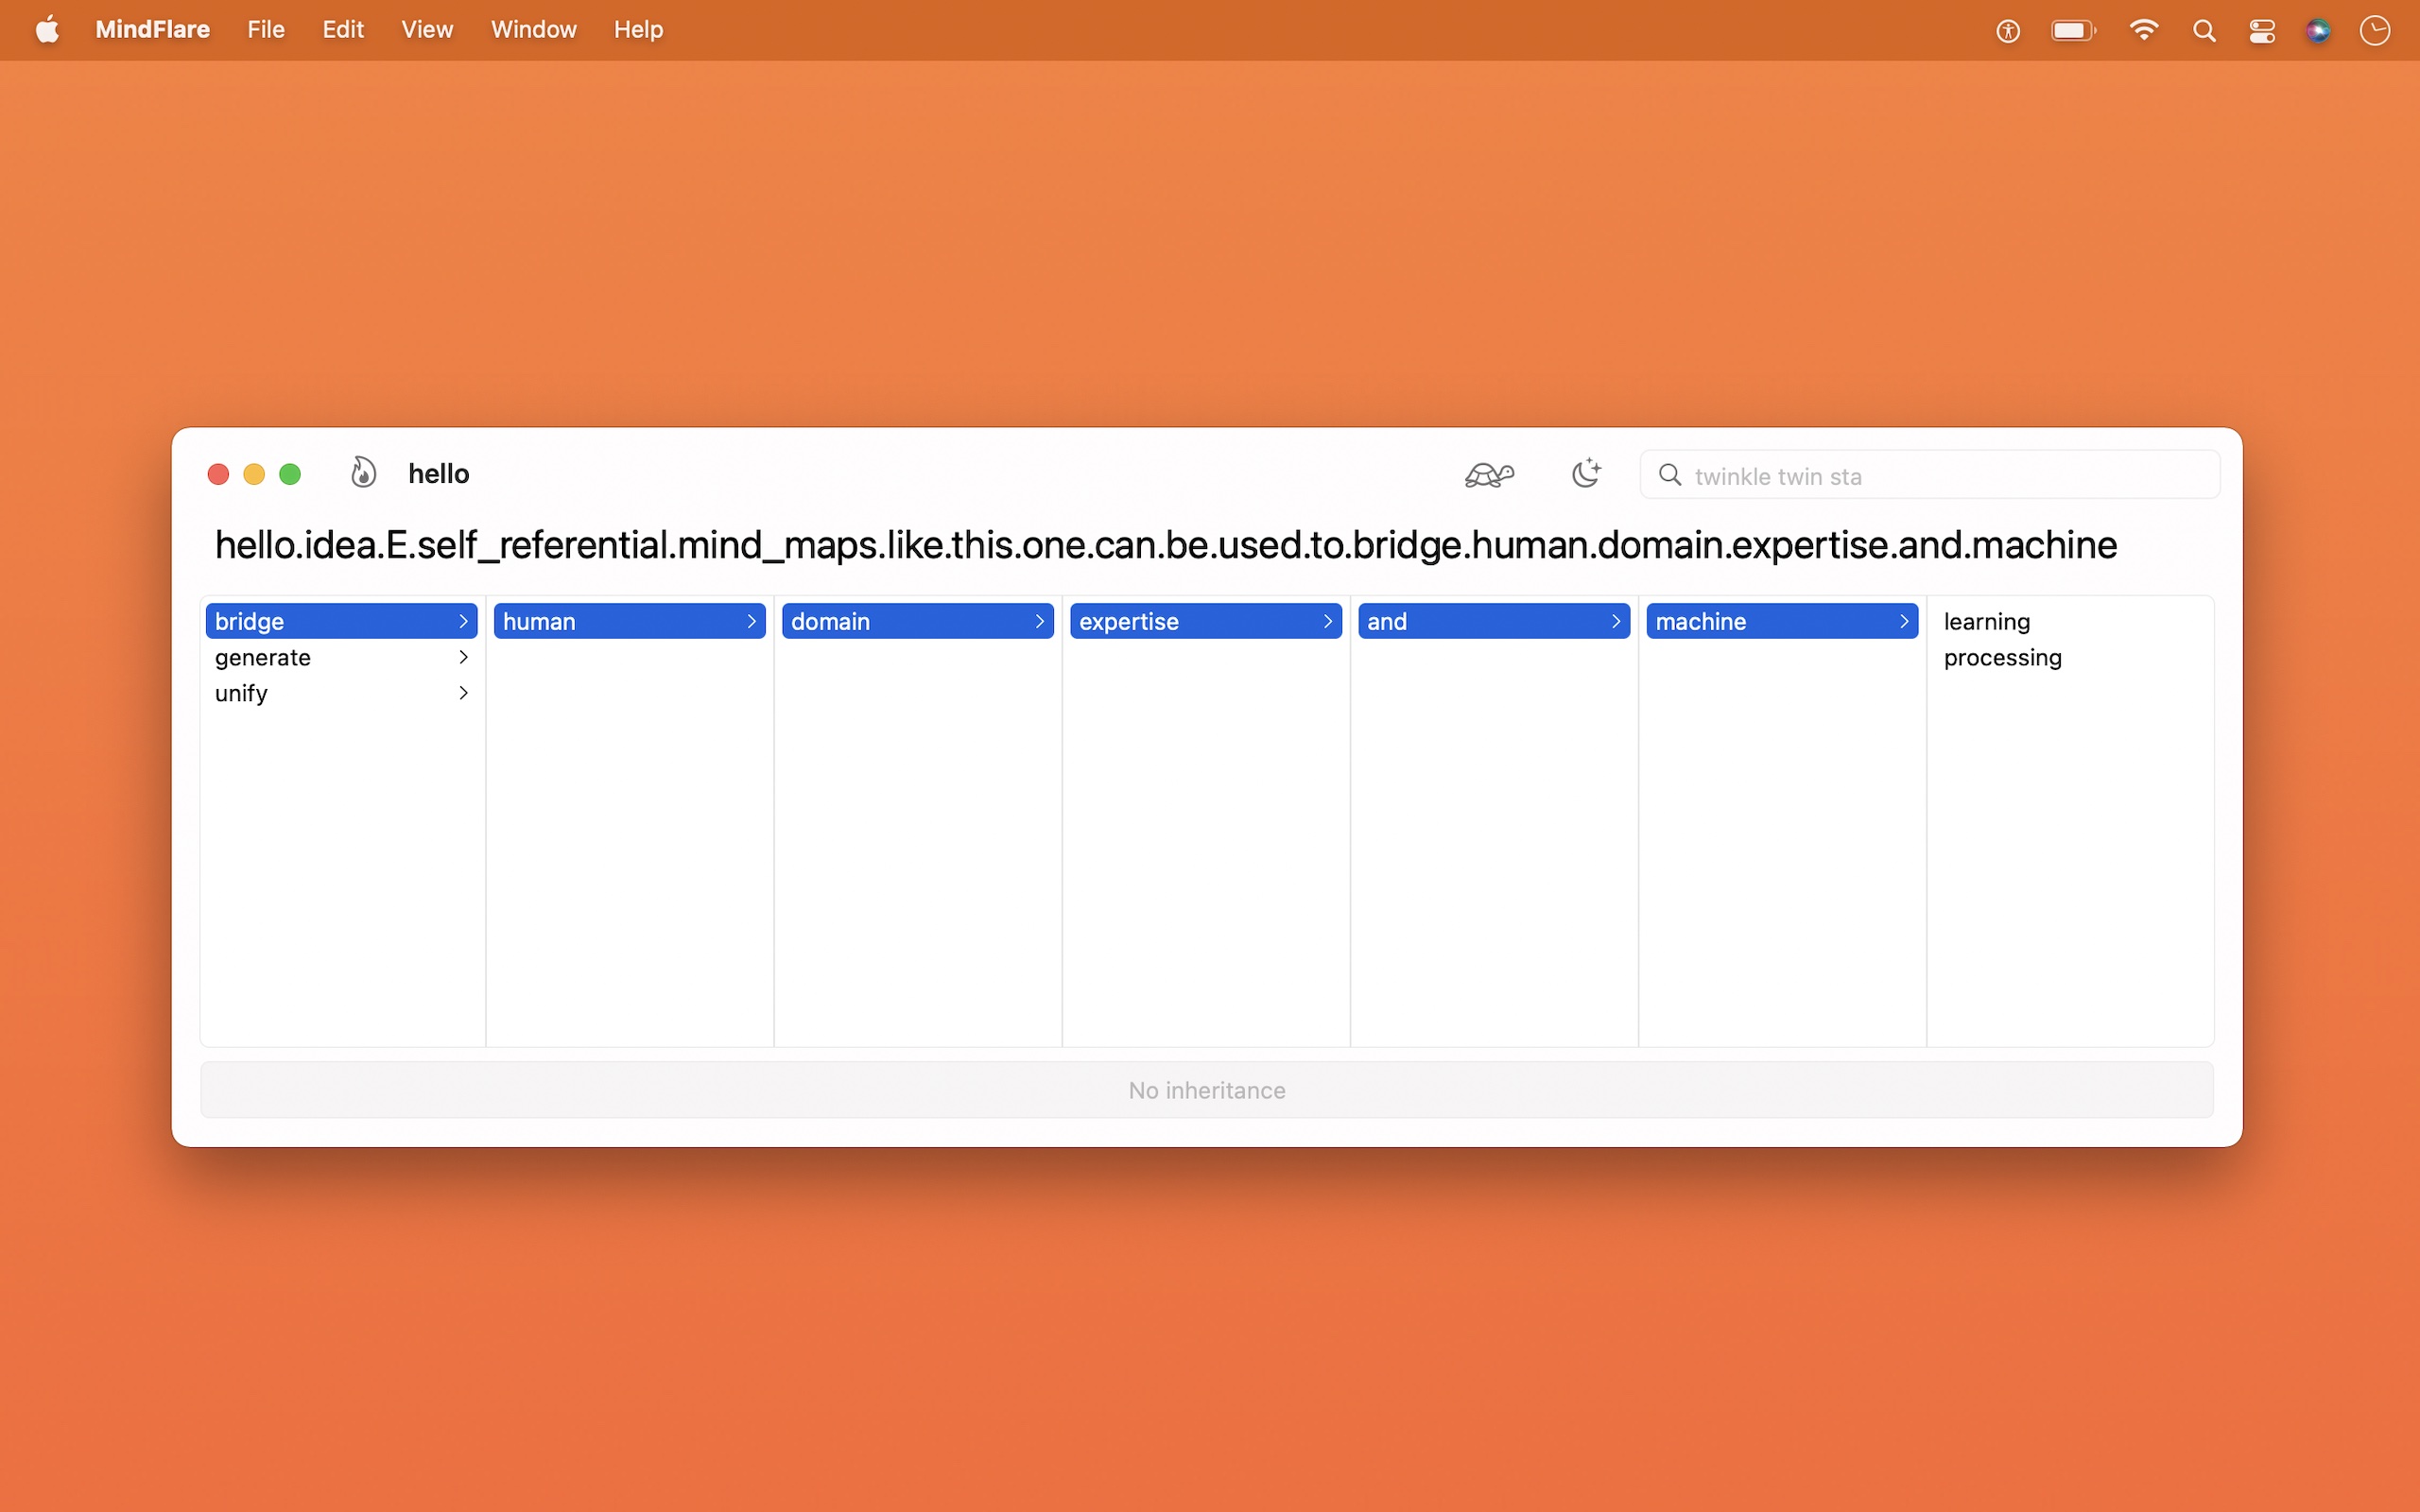 MindFlare File Edit View Window Help
hello
twinkle twin sta
hello.idea.E.self_referential.mind_maps.like.this.one.can.be.used.to.bridge.human.domain.expertise.and.machine
bridge human domain expertise and machine learning
generate processing
unify
No inheritance